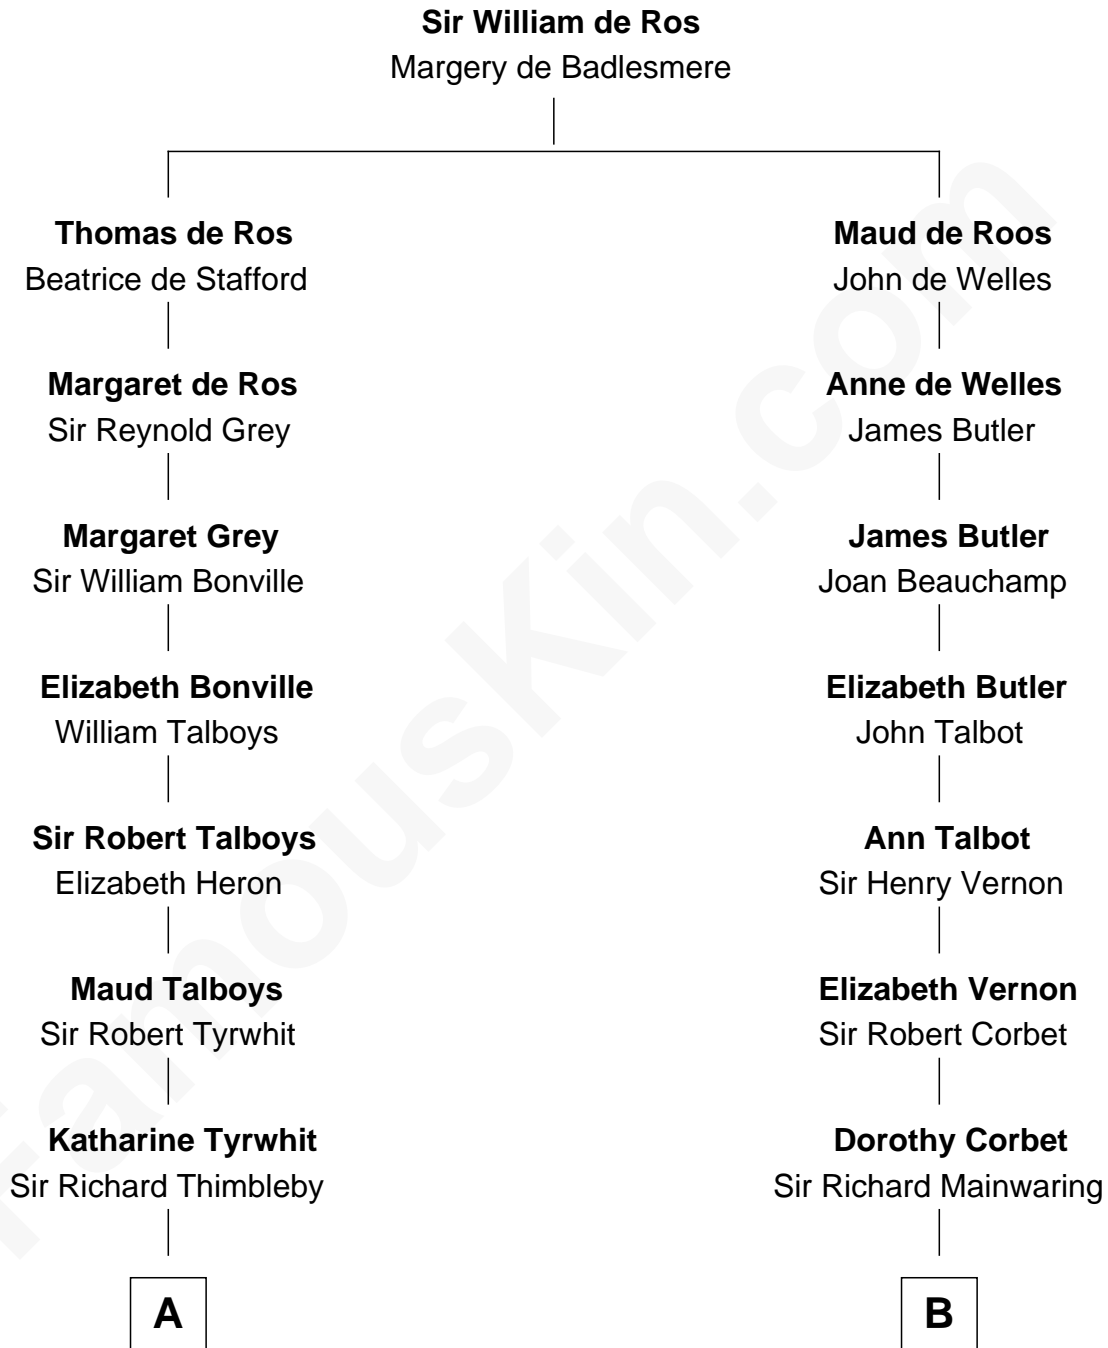 Sir William de Ros
Margery de Badlesmere
Thomas de Ros
Beatrice de Stafford
Maud de Roos
John de Welles
Margaret de Ros
Sir Reynold Grey
Anne de Welles
James Butler
Margaret Grey
Sir William Bonville
James Butler
Joan Beauchamp
Elizabeth Bonville
William Talboys
Elizabeth Butler
John Talbot
Sir Robert Talboys
Elizabeth Heron
Ann Talbot
Sir Henry Vernon
Maud Talboys
Sir Robert Tyrwhit
Elizabeth Vernon
Sir Robert Corbet
Katharine Tyrwhit
Sir Richard Thimbleby
Dorothy Corbet
Sir Richard Mainwaring
A
B
FamousKin.com